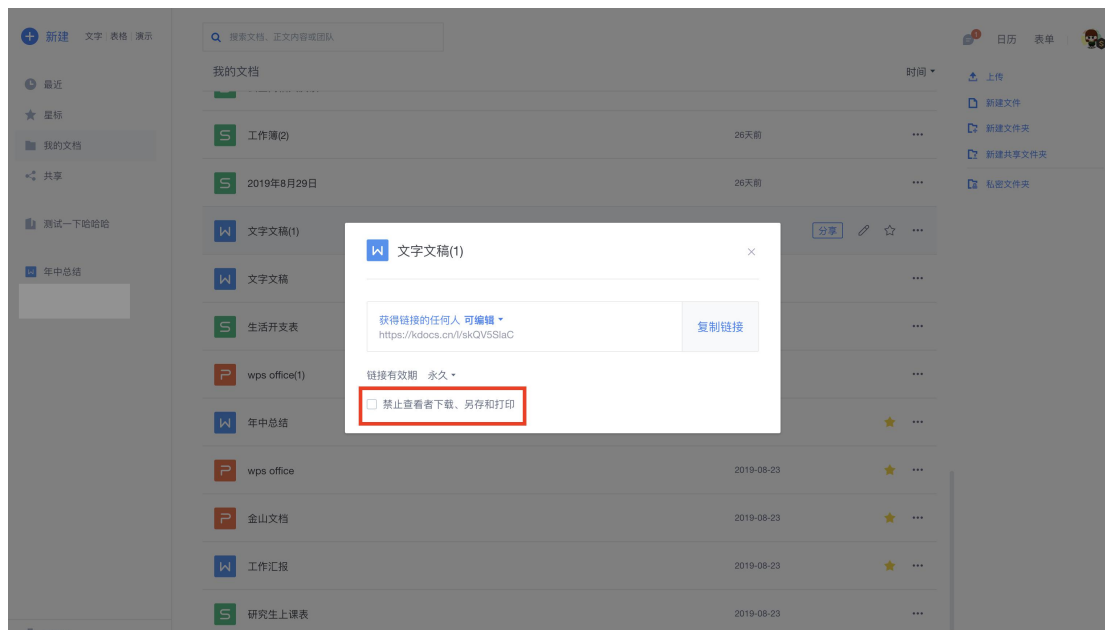 新建 文字 表格 演示
搜索文档、正文内容或团队
1
日历 表单
最近
星标
我的文档
共享
测试一下哈哈哈
年中总结
我的文档 时间
工作簿(2) 26天前
2019年8月29日 26天前
文字文稿(1) 分享
文字文稿
生活开支表
wps office(1)
年中总结
wps office 2019-08-23
金山文档 2019-08-23
工作汇报 2019-08-23
研究生上课表 2019-08-23
上传
新建文件
新建文件夹
新建共享文件夹
私密文件夹
文字文稿(1)
获得链接的任何人 可编辑
https://kdocs.cn/l/skQV5SlaC
复制链接
链接有效期 永久
禁止查看者下载、另存和打印